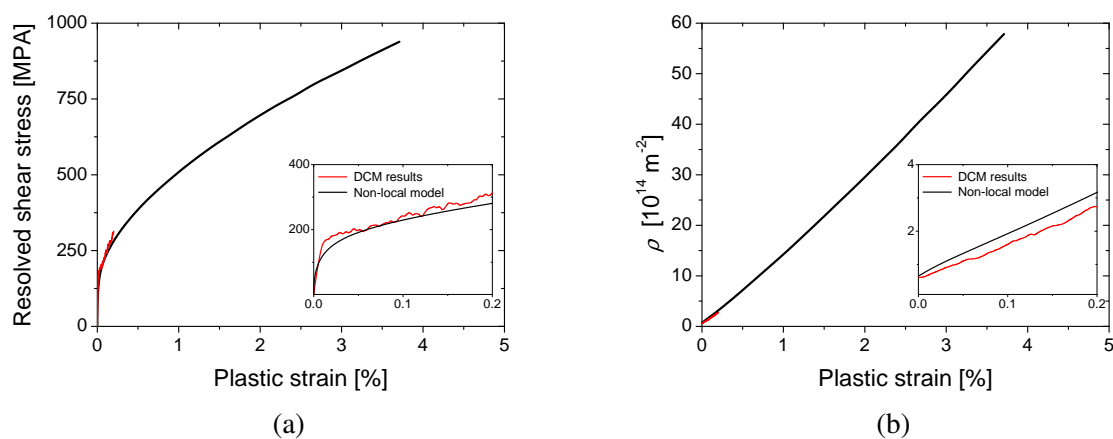 Resolved shear stress [MPA]
1000
750
500
250
0
0 1 2 3 4 5
Plastic strain [%]
400
200
0.0 0.1 0.2
DCM results
Non-local model
(a)
ρ [10¹⁴ m⁻²]
60
50
40
30
20
10
0
0 1 2 3 4 5
Plastic strain [%]
4
2
0.0 0.1 0.2
DCM results
Non-local model
(b)